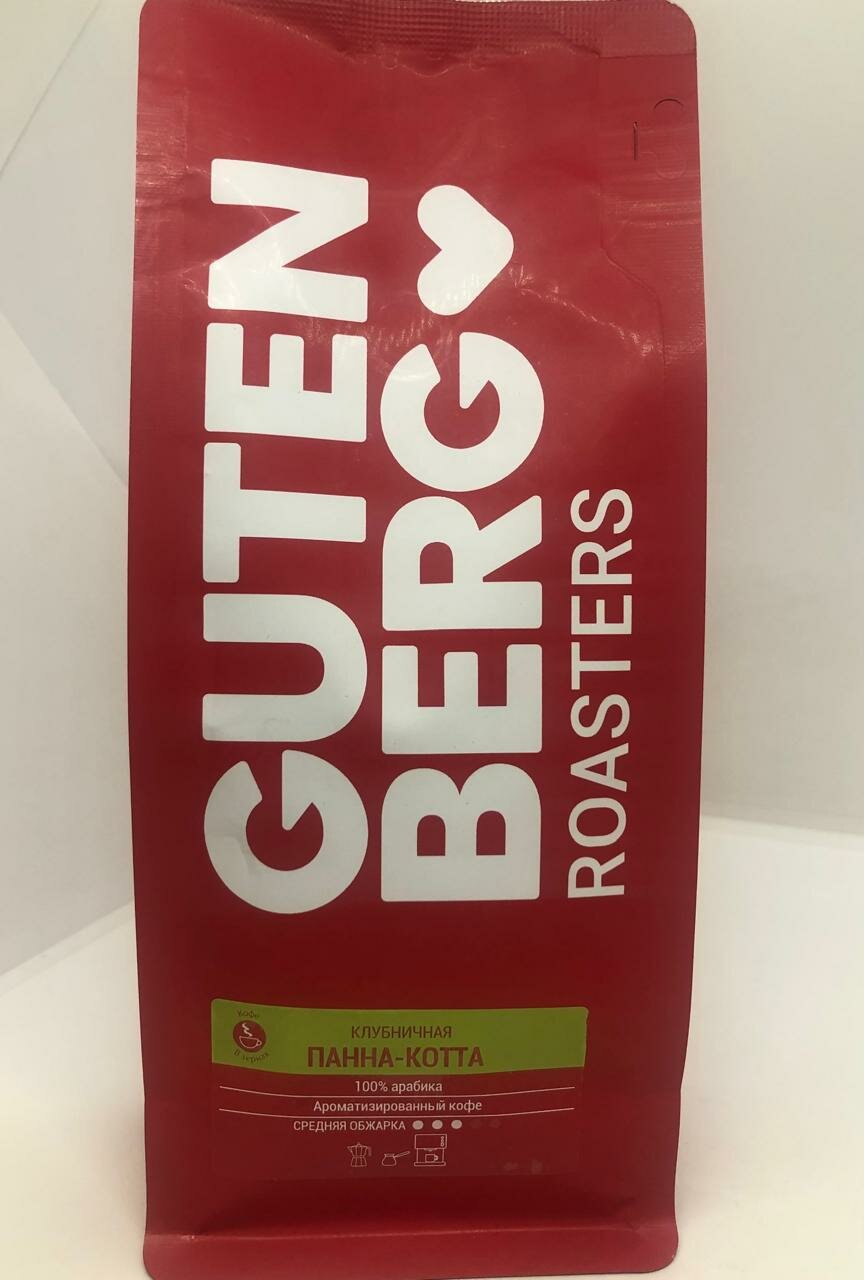 GUTEN
BERG
ROASTERS
Кофе
В зернах
КЛУБНИЧНАЯ
ПАННА-КОТТА
100% арабика
Ароматизированный кофе
СРЕДНЯЯ ОБЖАРКА